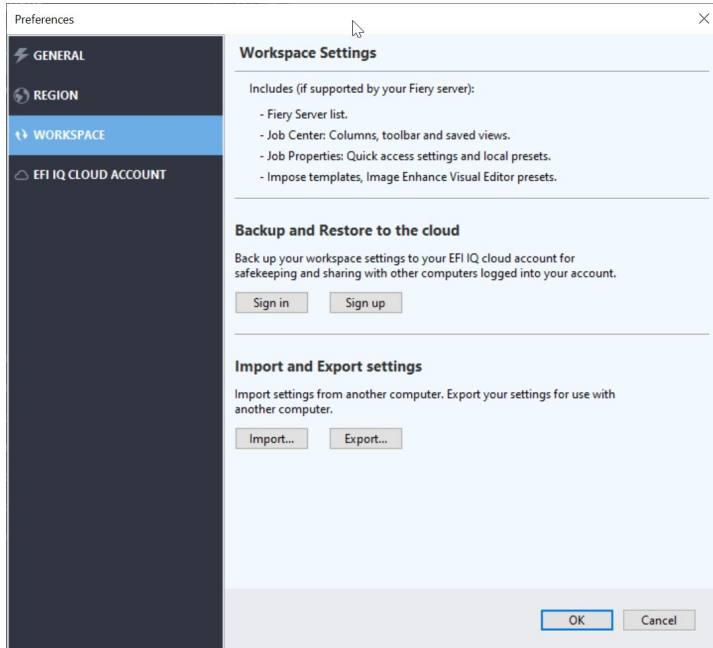 Preferences
GENERAL
REGION
WORKSPACE
EFI IQ CLOUD ACCOUNT
Workspace Settings
Includes (if supported by your Fiery server):
- Fiery Server list.
- Job Center: Columns, toolbar and saved views.
- Job Properties: Quick access settings and local presets.
- Impose templates, Image Enhance Visual Editor presets.
Backup and Restore to the cloud
Back up your workspace settings to your EFI IQ cloud account for
safekeeping and sharing with other computers logged into your account.
Sign in Sign up
Import and Export settings
Import settings from another computer. Export your settings for use with
another computer.
Import... Export...
OK Cancel